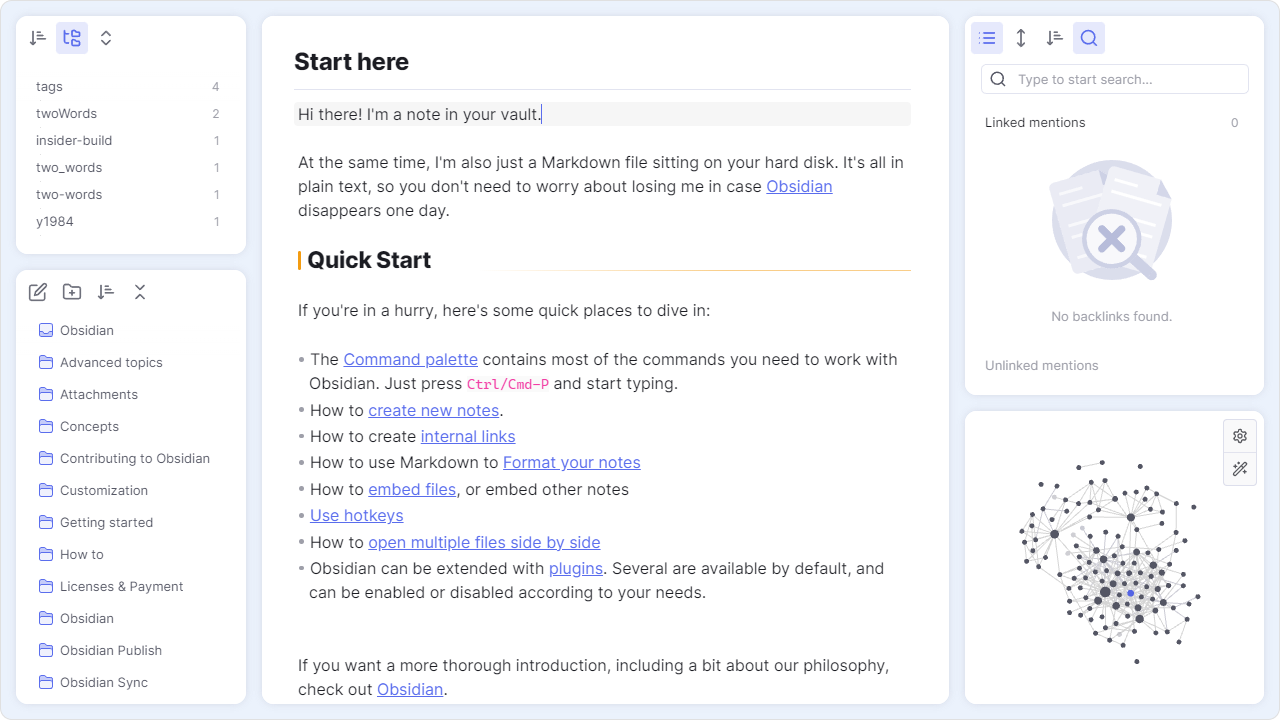 tags 4
twoWords 2
insider-build 1
two_words 1
two-words 1
y1984 1
Obsidian
Advanced topics
Attachments
Concepts
Contributing to Obsidian
Customization
Getting started
How to
Licenses & Payment
Obsidian
Obsidian Publish
Obsidian Sync
Start here
Hi there! I'm a note in your vault.
At the same time, I'm also just a Markdown file sitting on your hard disk. It's all in
plain text, so you don't need to worry about losing me in case Obsidian
disappears one day.
Quick Start
If you're in a hurry, here's some quick places to dive in:
• The Command palette contains most of the commands you need to work with
Obsidian. Just press Ctrl/Cmd-P and start typing.
• How to create new notes.
• How to create internal links
• How to use Markdown to Format your notes
• How to embed files, or embed other notes
• Use hotkeys
• How to open multiple files side by side
• Obsidian can be extended with plugins. Several are available by default, and
can be enabled or disabled according to your needs.
If you want a more thorough introduction, including a bit about our philosophy,
check out Obsidian.
Type to start search...
Linked mentions 0
No backlinks found.
Unlinked mentions